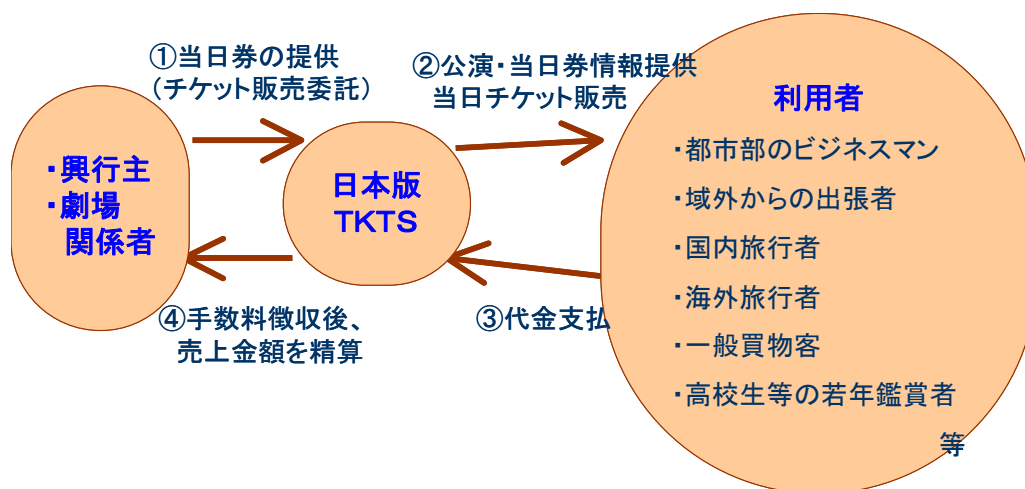 ①当日券の提供
(チケット販売委託)
②公演・当日券情報提供
当日チケット販売
・興行主
・劇場
関係者
日本版
TKTS
利用者
・都市部のビジネスマン
・域外からの出張者
・国内旅行者
・海外旅行者
・一般買物客
・高校生等の若年鑑賞者
等
③代金支払
④手数料徴収後、
売上金額を精算